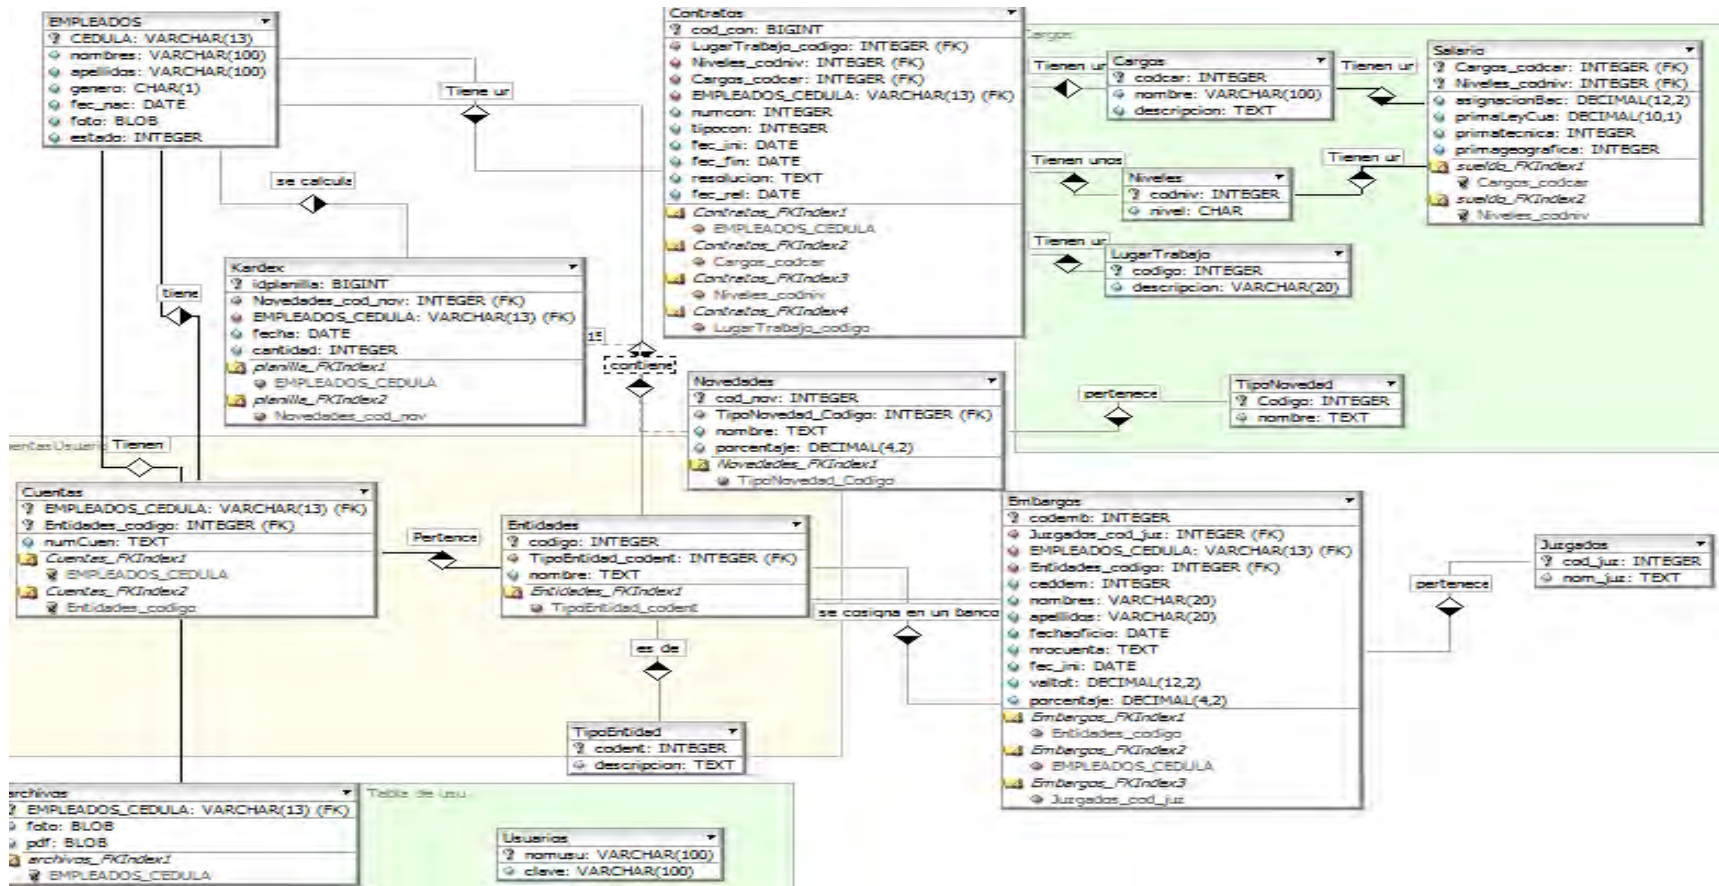 EMPLEADOS
CEDULA: VARCHAR(13)
nombres: VARCHAR(100)
apellidos: VARCHAR(100)
genero: CHAR(1)
fec_nac: DATE
foto: BLOB
estado: INTEGER
Tiene ur
se calcula
tiene
Tienen
Contratos
cod_con: BIGINT
LugarTrabajo_codigo: INTEGER (FK)
Niveles_codniv: INTEGER (FK)
Cargos_codcar: INTEGER (FK)
EMPLEADOS_CEDULA: VARCHAR(13) (FK)
numcon: INTEGER
tipocon: INTEGER
fec_ini: DATE
fec_fin: DATE
resolucion: TEXT
fec_rel: DATE
Contratos_FKIndex1
EMPLEADOS_CEDULA
Contratos_FKIndex2
Cargos_codcar
Contratos_FKIndex3
Niveles_codniv
Contratos_FKIndex4
LugarTrabajo_codigo
Cargos
Tienen ur
Cargos
codcar: INTEGER
nombre: VARCHAR(100)
descripcion: TEXT
Tienen ur
Salario
Cargos_codcar: INTEGER (FK)
Niveles_codniv: INTEGER (FK)
asignacionBac: DECIMAL(12,2)
primaLeyCua: DECIMAL(10,1)
primatecnica: INTEGER
primageografica: INTEGER
sueldo_FKIndex1
Cargos_codcar
sueldo_FKIndex2
Niveles_codniv
Tienen unos
Niveles
codniv: INTEGER
nivel: CHAR
Tienen ur
Tienen ur
LugarTrabajo
codigo: INTEGER
descripcion: VARCHAR(20)
Kardex
idplanilla: BIGINT
Novedades_cod_nov: INTEGER (FK)
EMPLEADOS_CEDULA: VARCHAR(13) (FK)
fecha: DATE
cantidad: INTEGER
planilla_FKIndex1
EMPLEADOS_CEDULA
planilla_FKIndex2
Novedades_cod_nov
contiene
Novedades
cod_nov: INTEGER
TipoNovedad_Codigo: INTEGER (FK)
nombre: TEXT
porcentaje: DECIMAL(4,2)
Novedades_FKIndex1
TipoNovedad_Codigo
pertenece
TipoNovedad
Codigo: INTEGER
nombre: TEXT
entasUsuario
Cuentas
EMPLEADOS_CEDULA: VARCHAR(13) (FK)
Entidades_codigo: INTEGER (FK)
numCuen: TEXT
Cuentas_FKIndex1
EMPLEADOS_CEDULA
Cuentas_FKIndex2
Entidades_codigo
Pertence
Entidades
codigo: INTEGER
TipoEntidad_codent: INTEGER (FK)
nombre: TEXT
Entidades_FKIndex1
TipoEntidad_codent
se cosigna en un banco
es de
TipoEntidad
codent: INTEGER
descripcion: TEXT
Embargos
codemb: INTEGER
Juzgados_cod_juz: INTEGER (FK)
EMPLEADOS_CEDULA: VARCHAR(13) (FK)
Entidades_codigo: INTEGER (FK)
ceddem: INTEGER
nombres: VARCHAR(20)
apellidos: VARCHAR(20)
fechaoficio: DATE
nrocuenta: TEXT
fec_ini: DATE
valtot: DECIMAL(12,2)
porcentaje: DECIMAL(4,2)
Embargos_FKIndex1
Entidades_codigo
Embargos_FKIndex2
EMPLEADOS_CEDULA
Embargos_FKIndex3
Juzgados_cod_juz
pertenece
Juzgados
cod_juz: INTEGER
nom_juz: TEXT
archivos
EMPLEADOS_CEDULA: VARCHAR(13) (FK)
foto: BLOB
pdf: BLOB
archivos_FKIndex1
EMPLEADOS_CEDULA
Tabla de usu
Usuarios
nomusu: VARCHAR(100)
clave: VARCHAR(100)